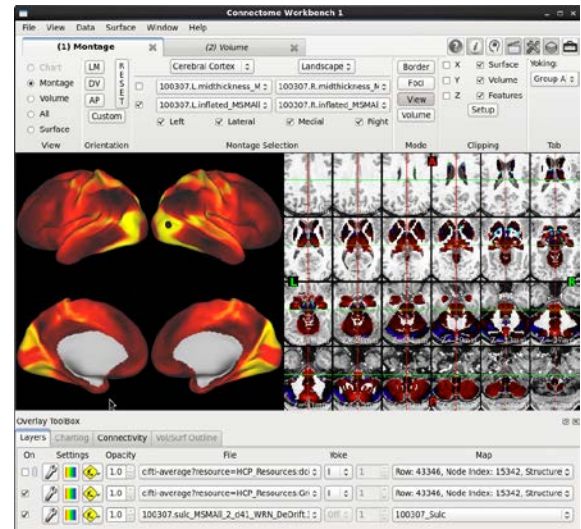 Connectome Workbench 1
File View Data Surface Window Help
(1) Montage (2) Volume
Chart Montage Volume All Surface
View
LM DV AP Custom RESET
Orientation
Cerebral Cortex Landscape
100307.L.midthickness_M 100307.R.midthickness_M
100307.L.inflated_MSMAll 100307.R.inflated_MSMAll
Left Lateral Medial Right
Montage Selection
Border Foci View Volume
Mode
X Y Z Surface Volume Features Setup
Clipping
Yoking:
Group A
Tab
A
L R
Overlay ToolBox
Layers Charting Connectivity Vol/Surf Outline
On Settings Opacity File Yoke Map
1.0 cifti-average?resource=HCP_Resources: I 1 Row: 43346, Node Index: 15342, Structure
1.0 cifti-average?resource=HCP_Resources:Gr I 1 Row: 43346, Node Index: 15342, Structure
1.0 100307.sulc_MSMAll_2_d41_WRN_DeDrift. Off 1 100307_Sulc